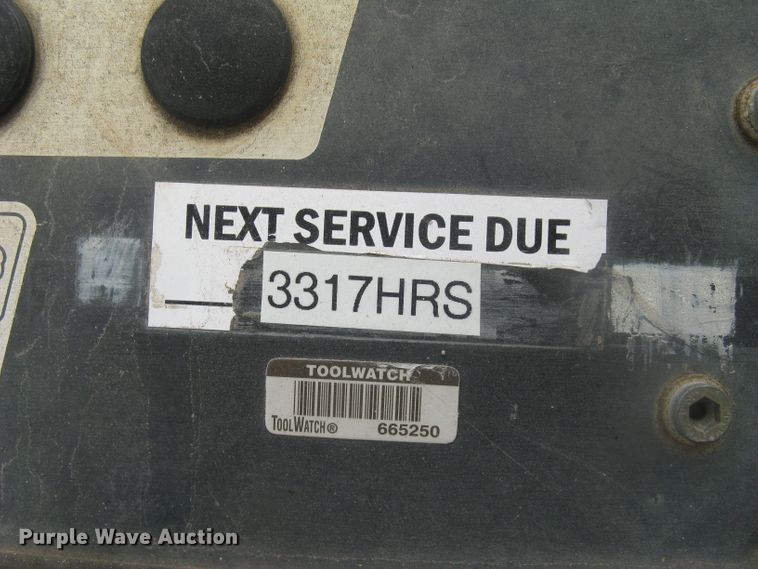 NEXT SERVICE DUE
3317HRS
TOOLWATCH
TOOLWATCH® 665250
Purple Wave Auction®